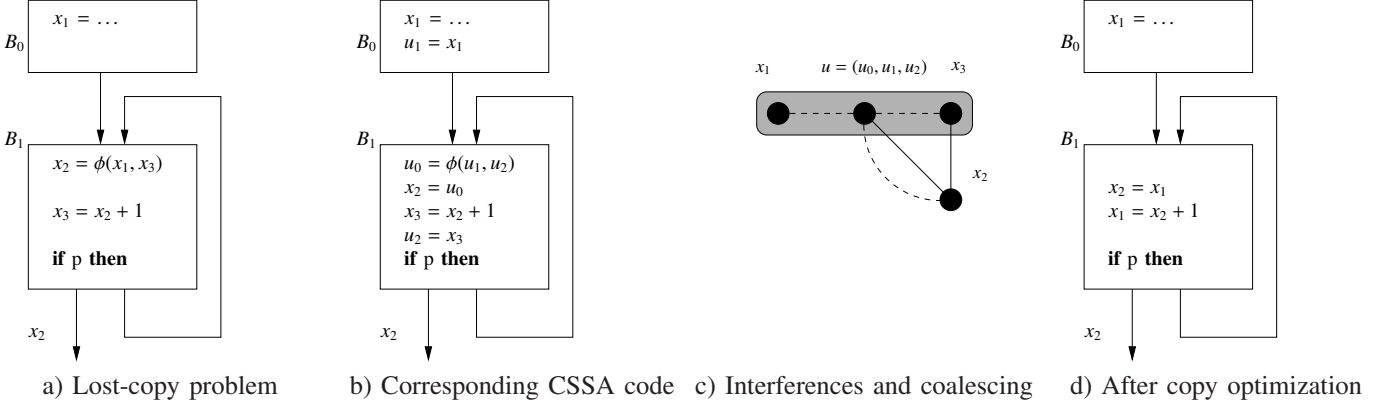 x₁ = …
B₀
B₁
x₂ = ϕ(x₁, x₃)
x₃ = x₂ + 1
if p then
x₂
a) Lost-copy problem
x₁ = …
u₁ = x₁
B₀
B₁
u₀ = ϕ(u₁, u₂)
x₂ = u₀
x₃ = x₂ + 1
u₂ = x₃
if p then
x₂
b) Corresponding CSSA code
x₁
u = (u₀, u₁, u₂)
x₃
x₂
c) Interferences and coalescing
x₁ = …
B₀
B₁
x₂ = x₁
x₁ = x₂ + 1
if p then
x₂
d) After copy optimization